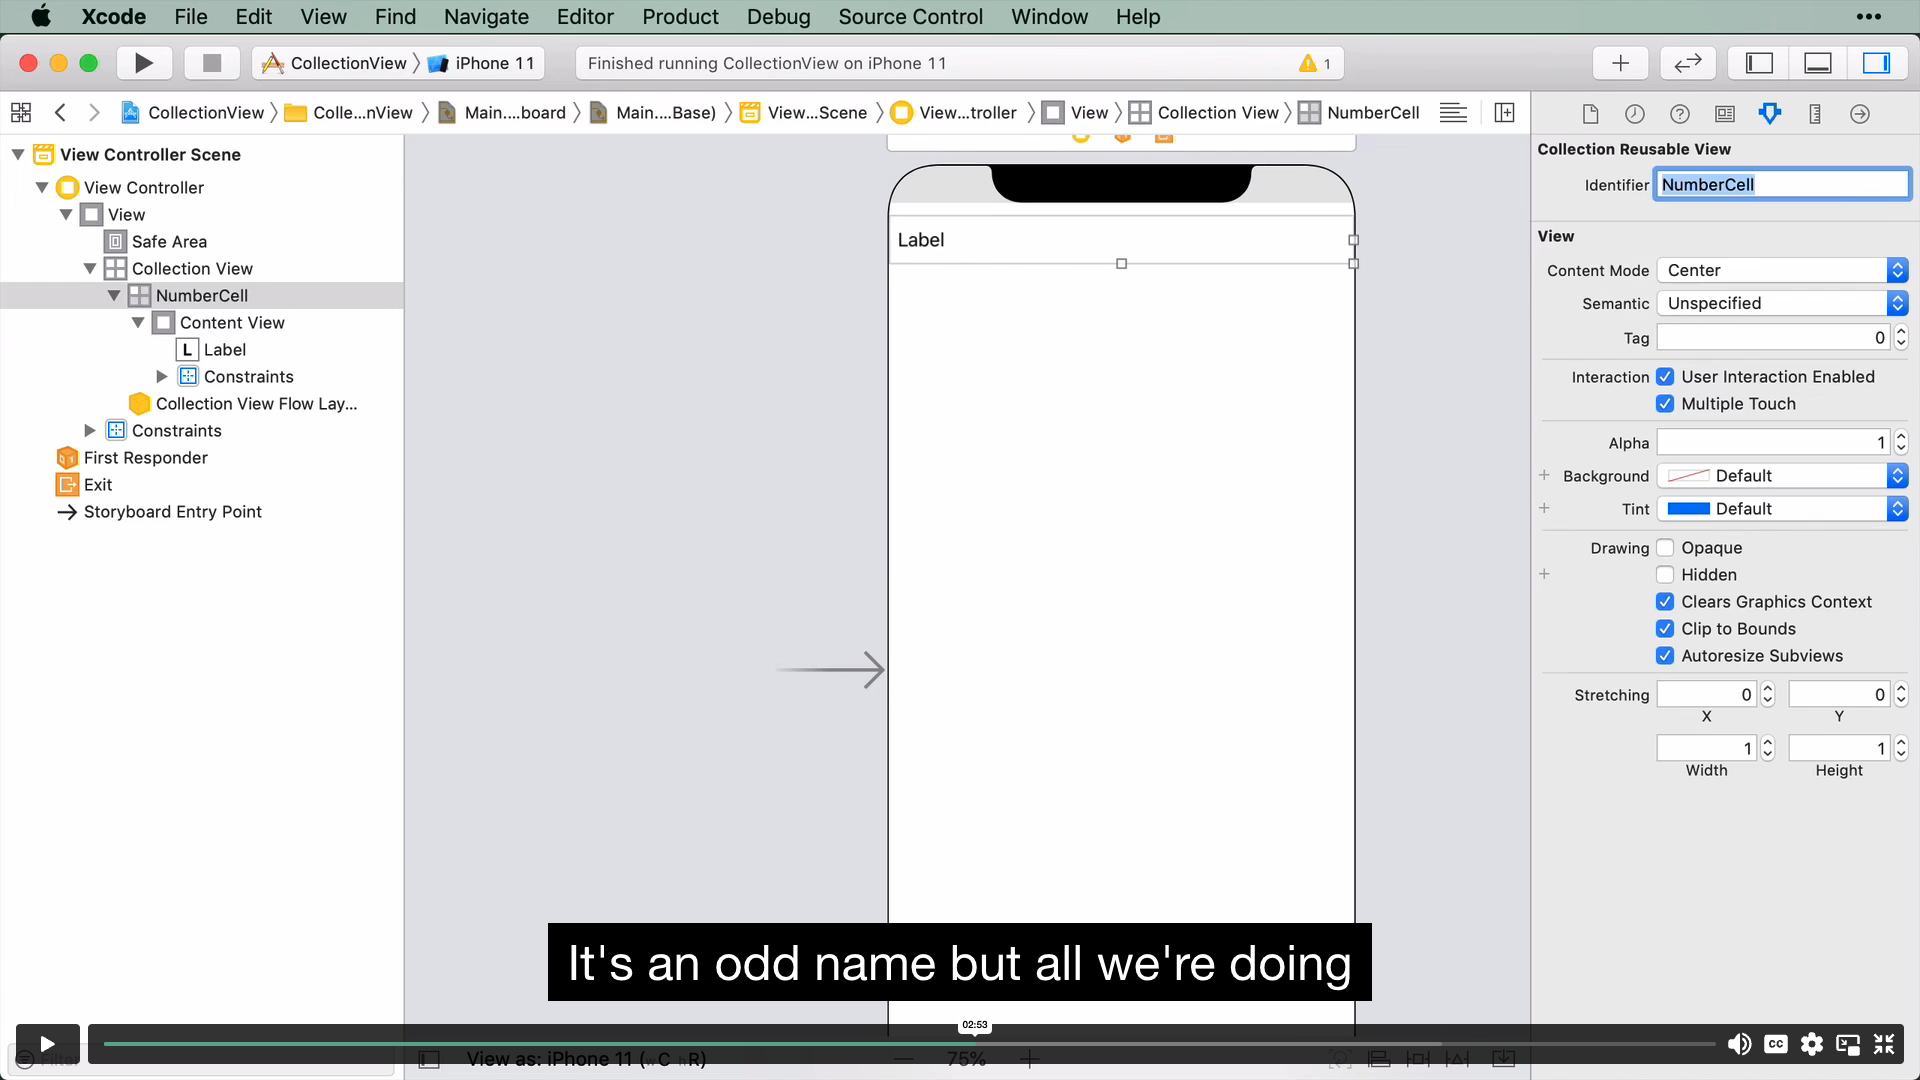 Xcode File Edit View Find Navigate Editor Product Debug Source Control Window Help
CollectionView iPhone 11
Finished running CollectionView on iPhone 11
1
CollectionView Colle...nView Main....board Main....Base) View...Scene View...troller View Collection View NumberCell
View Controller Scene
View Controller
View
Safe Area
Collection View
NumberCell
Content View
L Label
Constraints
Collection View Flow Lay...
Constraints
First Responder
Exit
Storyboard Entry Point
Filter
Label
It's an odd name but all we're doing
02:53
View as: iPhone 11 (wC hR)
75%
CC
Collection Reusable View
Identifier NumberCell
View
Content Mode Center
Semantic Unspecified
Tag 0
Interaction User Interaction Enabled
Multiple Touch
Alpha 1
Background Default
Tint Default
Drawing Opaque
Hidden
Clears Graphics Context
Clip to Bounds
Autoresize Subviews
Stretching 0 0
X Y
1 1
Width Height